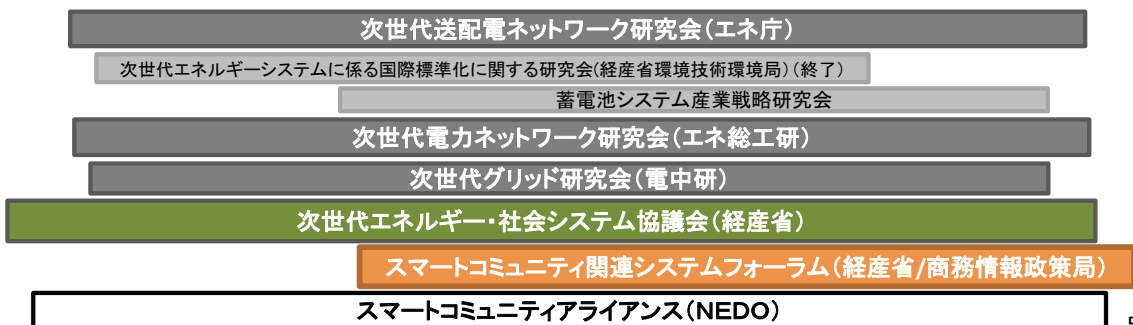 次世代送配電ネットワーク研究会（エネ庁）
次世代エネルギーシステムに係る国際標準化に関する研究会(経産省環境技術環境局)（終了）
蓄電池システム産業戦略研究会
次世代電力ネットワーク研究会（エネ総工研）
次世代グリッド研究会（電中研）
次世代エネルギー・社会システム協議会（経産省）
スマートコミュニティ関連システムフォーラム（経産省/商務情報政策局）
スマートコミュニティアライアンス（NEDO）